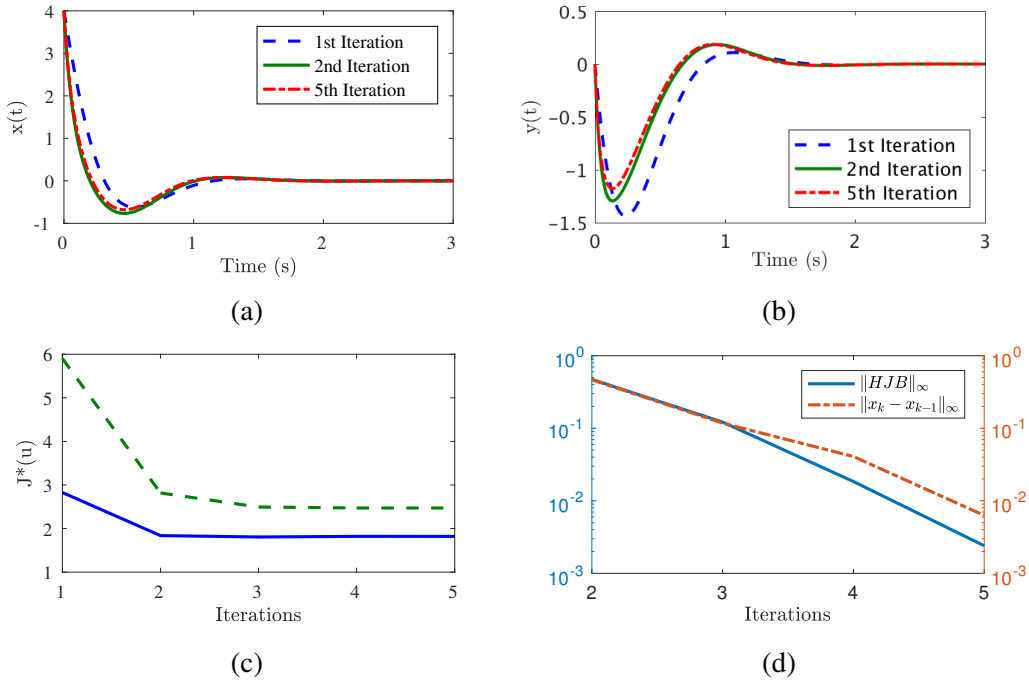 4
3
2
1
0
-1
x(t)
1st Iteration
2nd Iteration
5th Iteration
0
1
2
3
Time (s)
(a)
0.5
0
−0.5
−1
−1.5
y(t)
1st Iteration
2nd Iteration
5th Iteration
0
1
2
3
Time (s)
(b)
6
5
4
3
2
1
J*(u)
1
2
3
4
5
Iterations
(c)
10^0
10^-1
10^-2
10^-3
‖HJB‖∞
‖x_k − x_{k−1}‖∞
10^0
10^-1
10^-2
10^-3
2
3
4
5
Iterations
(d)